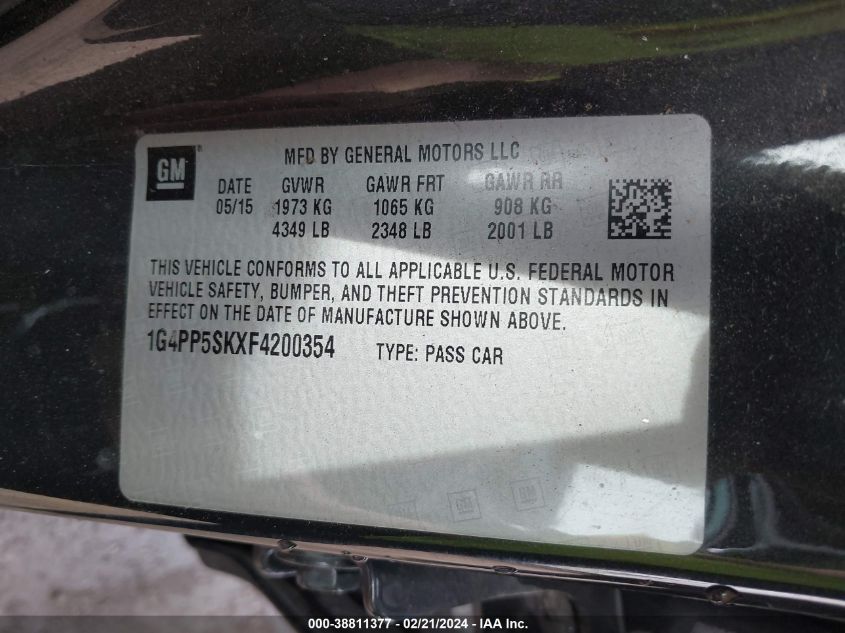 GM
MFD BY GENERAL MOTORS LLC
DATE GVWR GAWR FRT GAWR RR
05/15 1973 KG 1065 KG 908 KG
4349 LB 2348 LB 2001 LB
THIS VEHICLE CONFORMS TO ALL APPLICABLE U.S. FEDERAL MOTOR
VEHICLE SAFETY, BUMPER, AND THEFT PREVENTION STANDARDS IN
EFFECT ON THE DATE OF MANUFACTURE SHOWN ABOVE.
1G4PP5SKXF4200354 TYPE: PASS CAR
GM
GM
000-38811377 - 02/21/2024 - IAA Inc.